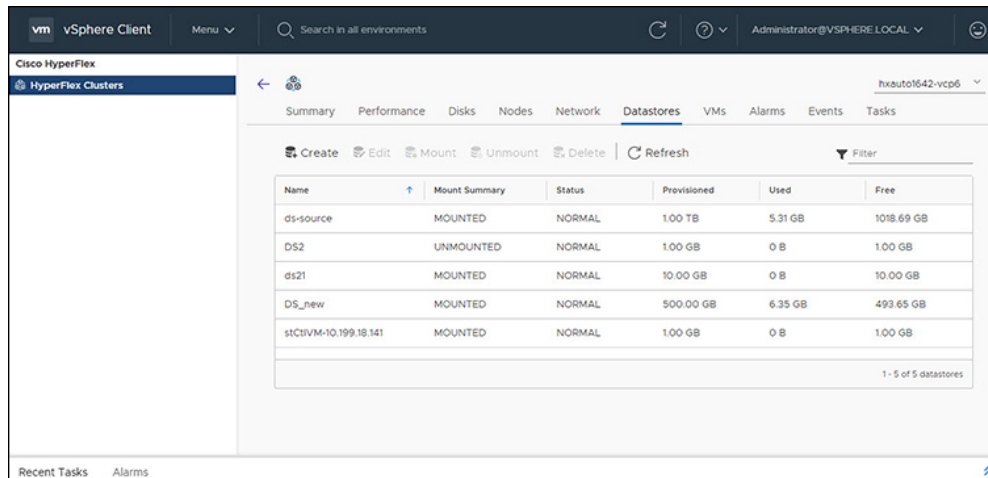 vm vSphere Client Menu Search in all environments Administrator@VSPHERE.LOCAL
Cisco HyperFlex
HyperFlex Clusters
hxauto1642-vcp6
Summary Performance Disks Nodes Network Datastores VMs Alarms Events Tasks
Create Edit Mount Unmount Delete Refresh Filter
Name Mount Summary Status Provisioned Used Free
ds-source MOUNTED NORMAL 1.00 TB 5.31 GB 1018.69 GB
DS2 UNMOUNTED NORMAL 1.00 GB 0 B 1.00 GB
ds21 MOUNTED NORMAL 10.00 GB 0 B 10.00 GB
DS_new MOUNTED NORMAL 500.00 GB 6.35 GB 493.65 GB
stCtlVM-10.199.18.141 MOUNTED NORMAL 1.00 GB 0 B 1.00 GB
1 - 5 of 5 datastores
Recent Tasks Alarms